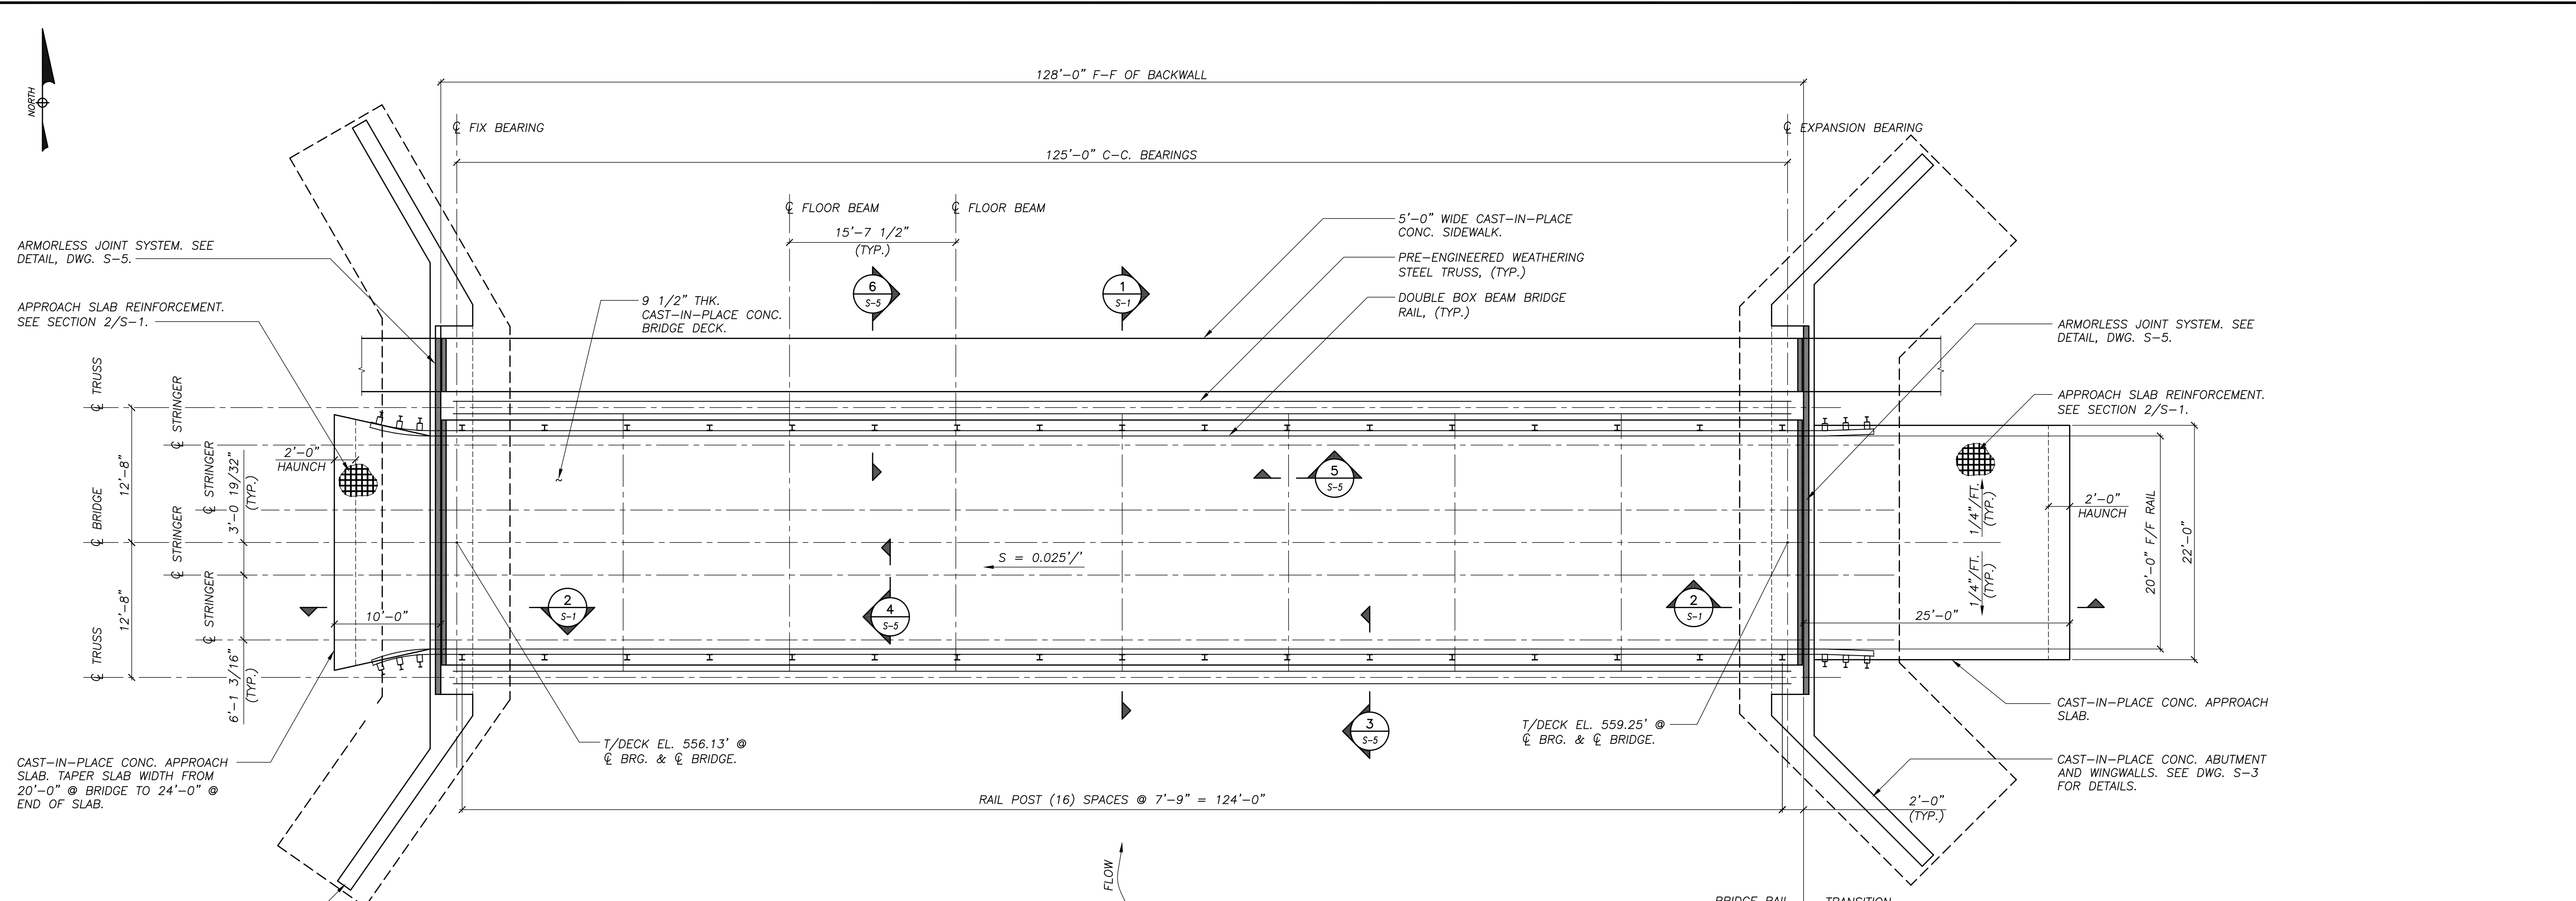 NORTH
128'-0" F-F OF BACKWALL
℄ FIX BEARING
℄ EXPANSION BEARING
125'-0" C-C. BEARINGS
℄ FLOOR BEAM
℄ FLOOR BEAM
15'-7 1/2"
(TYP.)
5'-0" WIDE CAST-IN-PLACE
CONC. SIDEWALK.
PRE-ENGINEERED WEATHERING
STEEL TRUSS, (TYP.)
DOUBLE BOX BEAM BRIDGE
RAIL, (TYP.)
ARMORLESS JOINT SYSTEM. SEE
DETAIL, DWG. S-5.
APPROACH SLAB REINFORCEMENT.
SEE SECTION 2/S-1.
9 1/2" THK.
CAST-IN-PLACE CONC.
BRIDGE DECK.
6
S-5
1
S-1
ARMORLESS JOINT SYSTEM. SEE
DETAIL, DWG. S-5.
APPROACH SLAB REINFORCEMENT.
SEE SECTION 2/S-1.
℄ TRUSS
℄ STRINGER
℄ STRINGER
℄ BRIDGE
℄ STRINGER
℄ STRINGER
℄ TRUSS
12'-8"
12'-8"
3'-0 19/32"
(TYP.)
6'-1 3/16"
(TYP.)
2'-0"
HAUNCH
10'-0"
5
S-5
S = 0.025'/'
2
S-1
4
S-5
2
S-1
3
S-5
1/4"/FT.
(TYP.)
1/4"/FT.
(TYP.)
2'-0"
HAUNCH
20'-0" F/F RAIL
22'-0"
25'-0"
CAST-IN-PLACE CONC. APPROACH
SLAB. TAPER SLAB WIDTH FROM
20'-0" @ BRIDGE TO 24'-0" @
END OF SLAB.
T/DECK EL. 556.13' @
℄ BRG. & ℄ BRIDGE.
T/DECK EL. 559.25' @
℄ BRG. & ℄ BRIDGE.
CAST-IN-PLACE CONC. APPROACH
SLAB.
CAST-IN-PLACE CONC. ABUTMENT
AND WINGWALLS. SEE DWG. S-3
FOR DETAILS.
RAIL POST (16) SPACES @ 7'-9" = 124'-0"
2'-0"
(TYP.)
FLOW
BRIDGE RAIL
TRANSITION